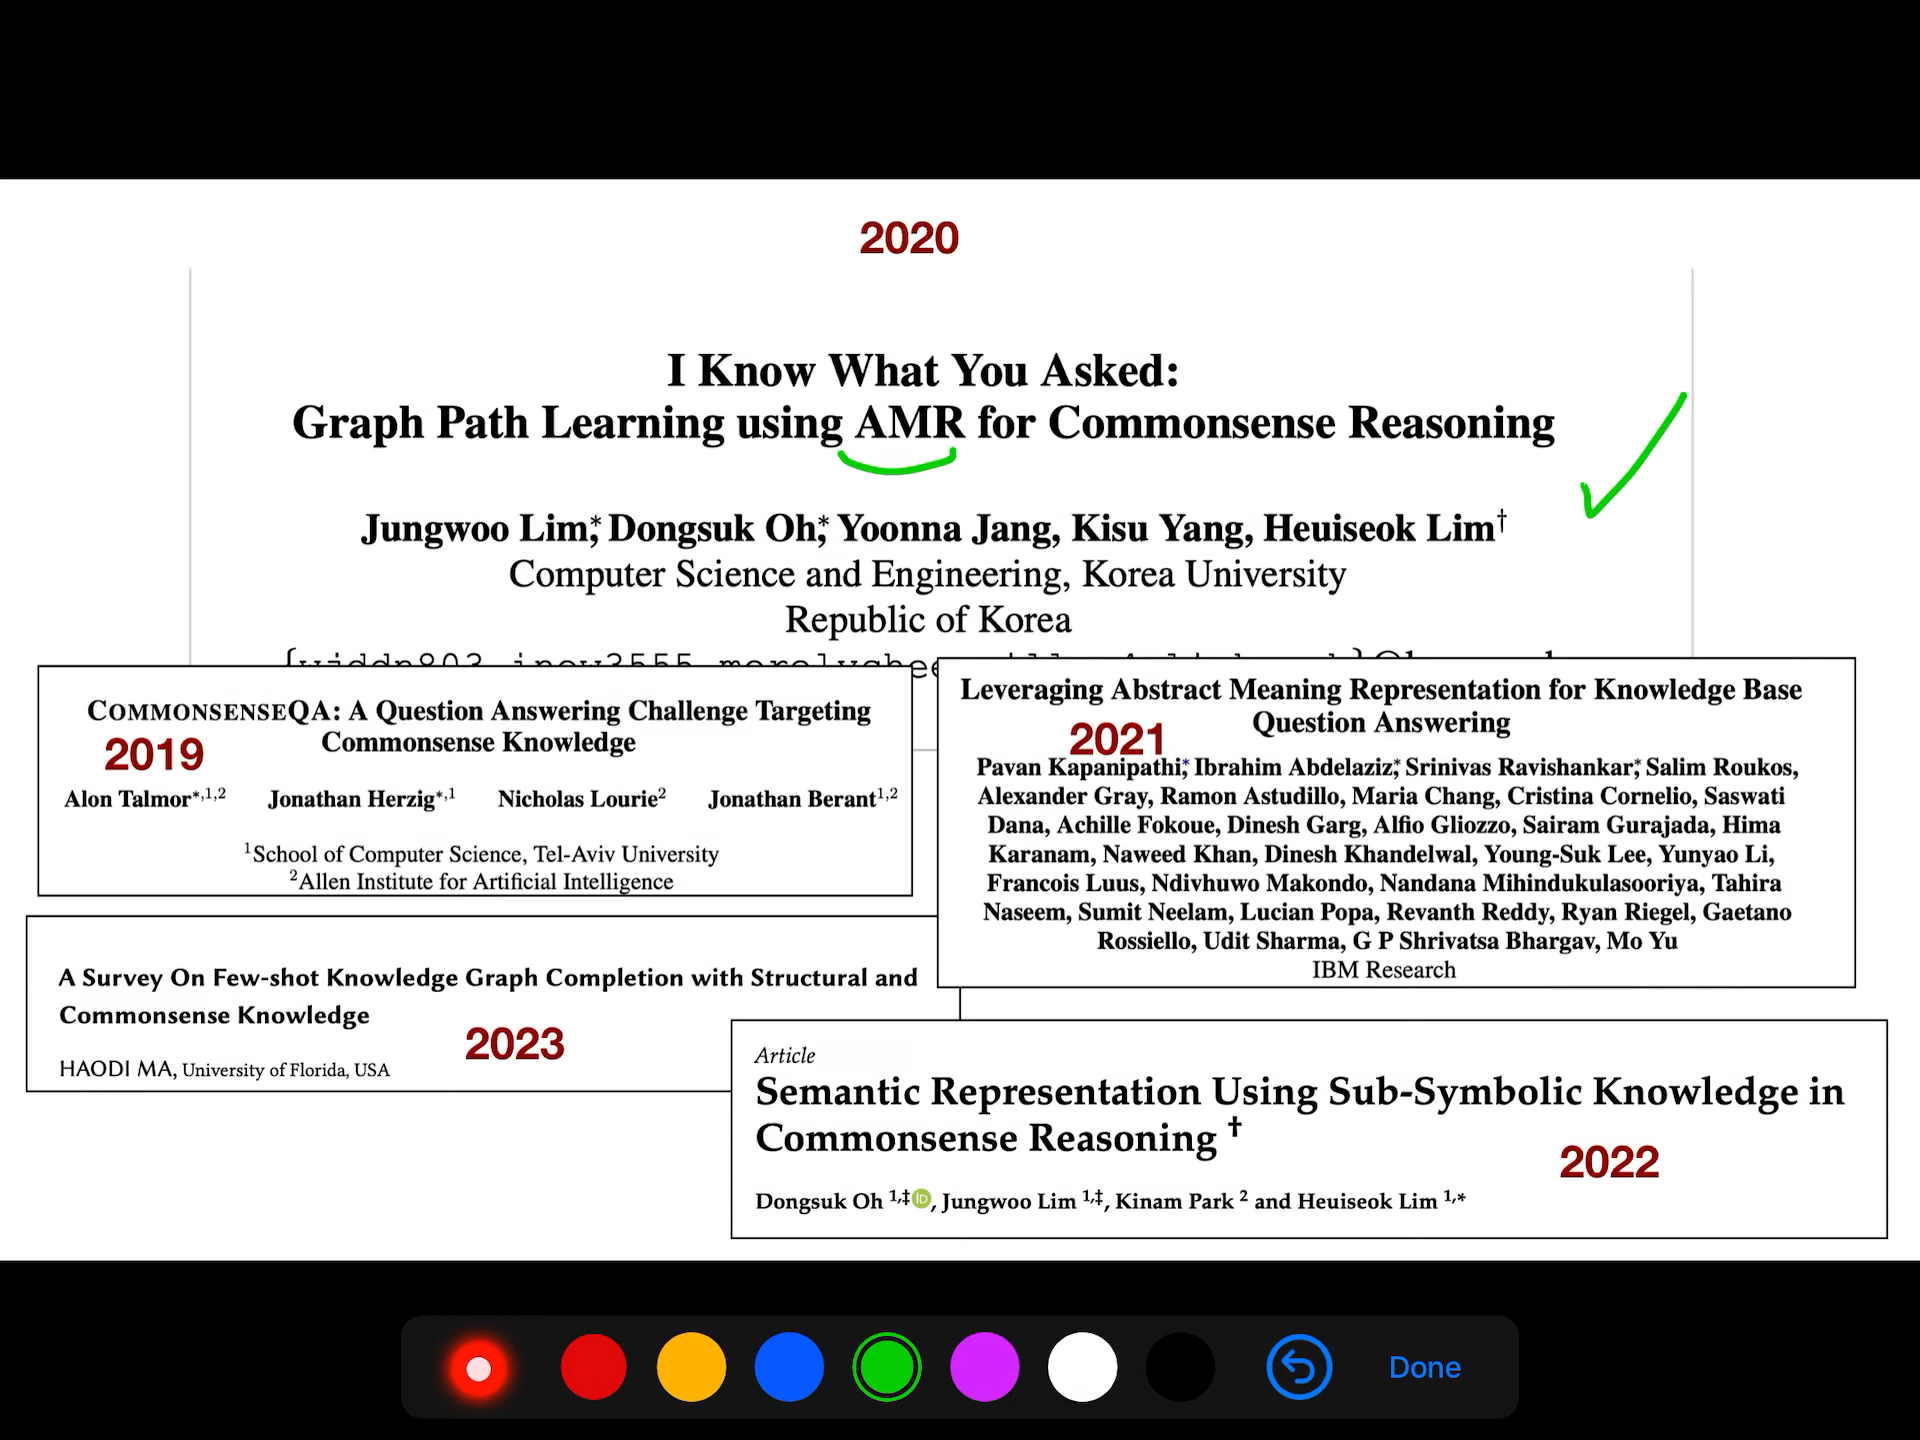 2020
I Know What You Asked:
Graph Path Learning using AMR for Commonsense Reasoning
Jungwoo Lim,* Dongsuk Oh,* Yoonna Jang, Kisu Yang, Heuiseok Lim†
Computer Science and Engineering, Korea University
Republic of Korea
COMMONSENSEQA: A Question Answering Challenge Targeting
Commonsense Knowledge
2019
Alon Talmor*,1,2 Jonathan Herzig*,1 Nicholas Lourie2 Jonathan Berant1,2
1School of Computer Science, Tel-Aviv University
2Allen Institute for Artificial Intelligence
Leveraging Abstract Meaning Representation for Knowledge Base
Question Answering
2021
Pavan Kapanipathi,* Ibrahim Abdelaziz,* Srinivas Ravishankar,* Salim Roukos,
Alexander Gray, Ramon Astudillo, Maria Chang, Cristina Cornelio, Saswati
Dana, Achille Fokoue, Dinesh Garg, Alfio Gliozzo, Sairam Gurajada, Hima
Karanam, Naweed Khan, Dinesh Khandelwal, Young-Suk Lee, Yunyao Li,
Francois Luus, Ndivhuwo Makondo, Nandana Mihindukulasooriya, Tahira
Naseem, Sumit Neelam, Lucian Popa, Revanth Reddy, Ryan Riegel, Gaetano
Rossiello, Udit Sharma, G P Shrivatsa Bhargav, Mo Yu
IBM Research
A Survey On Few-shot Knowledge Graph Completion with Structural and
Commonsense Knowledge
2023
HAODI MA, University of Florida, USA
Article
Semantic Representation Using Sub-Symbolic Knowledge in
Commonsense Reasoning †
2022
Dongsuk Oh 1,‡ iD, Jungwoo Lim 1,‡, Kinam Park 2 and Heuiseok Lim 1,*
Done